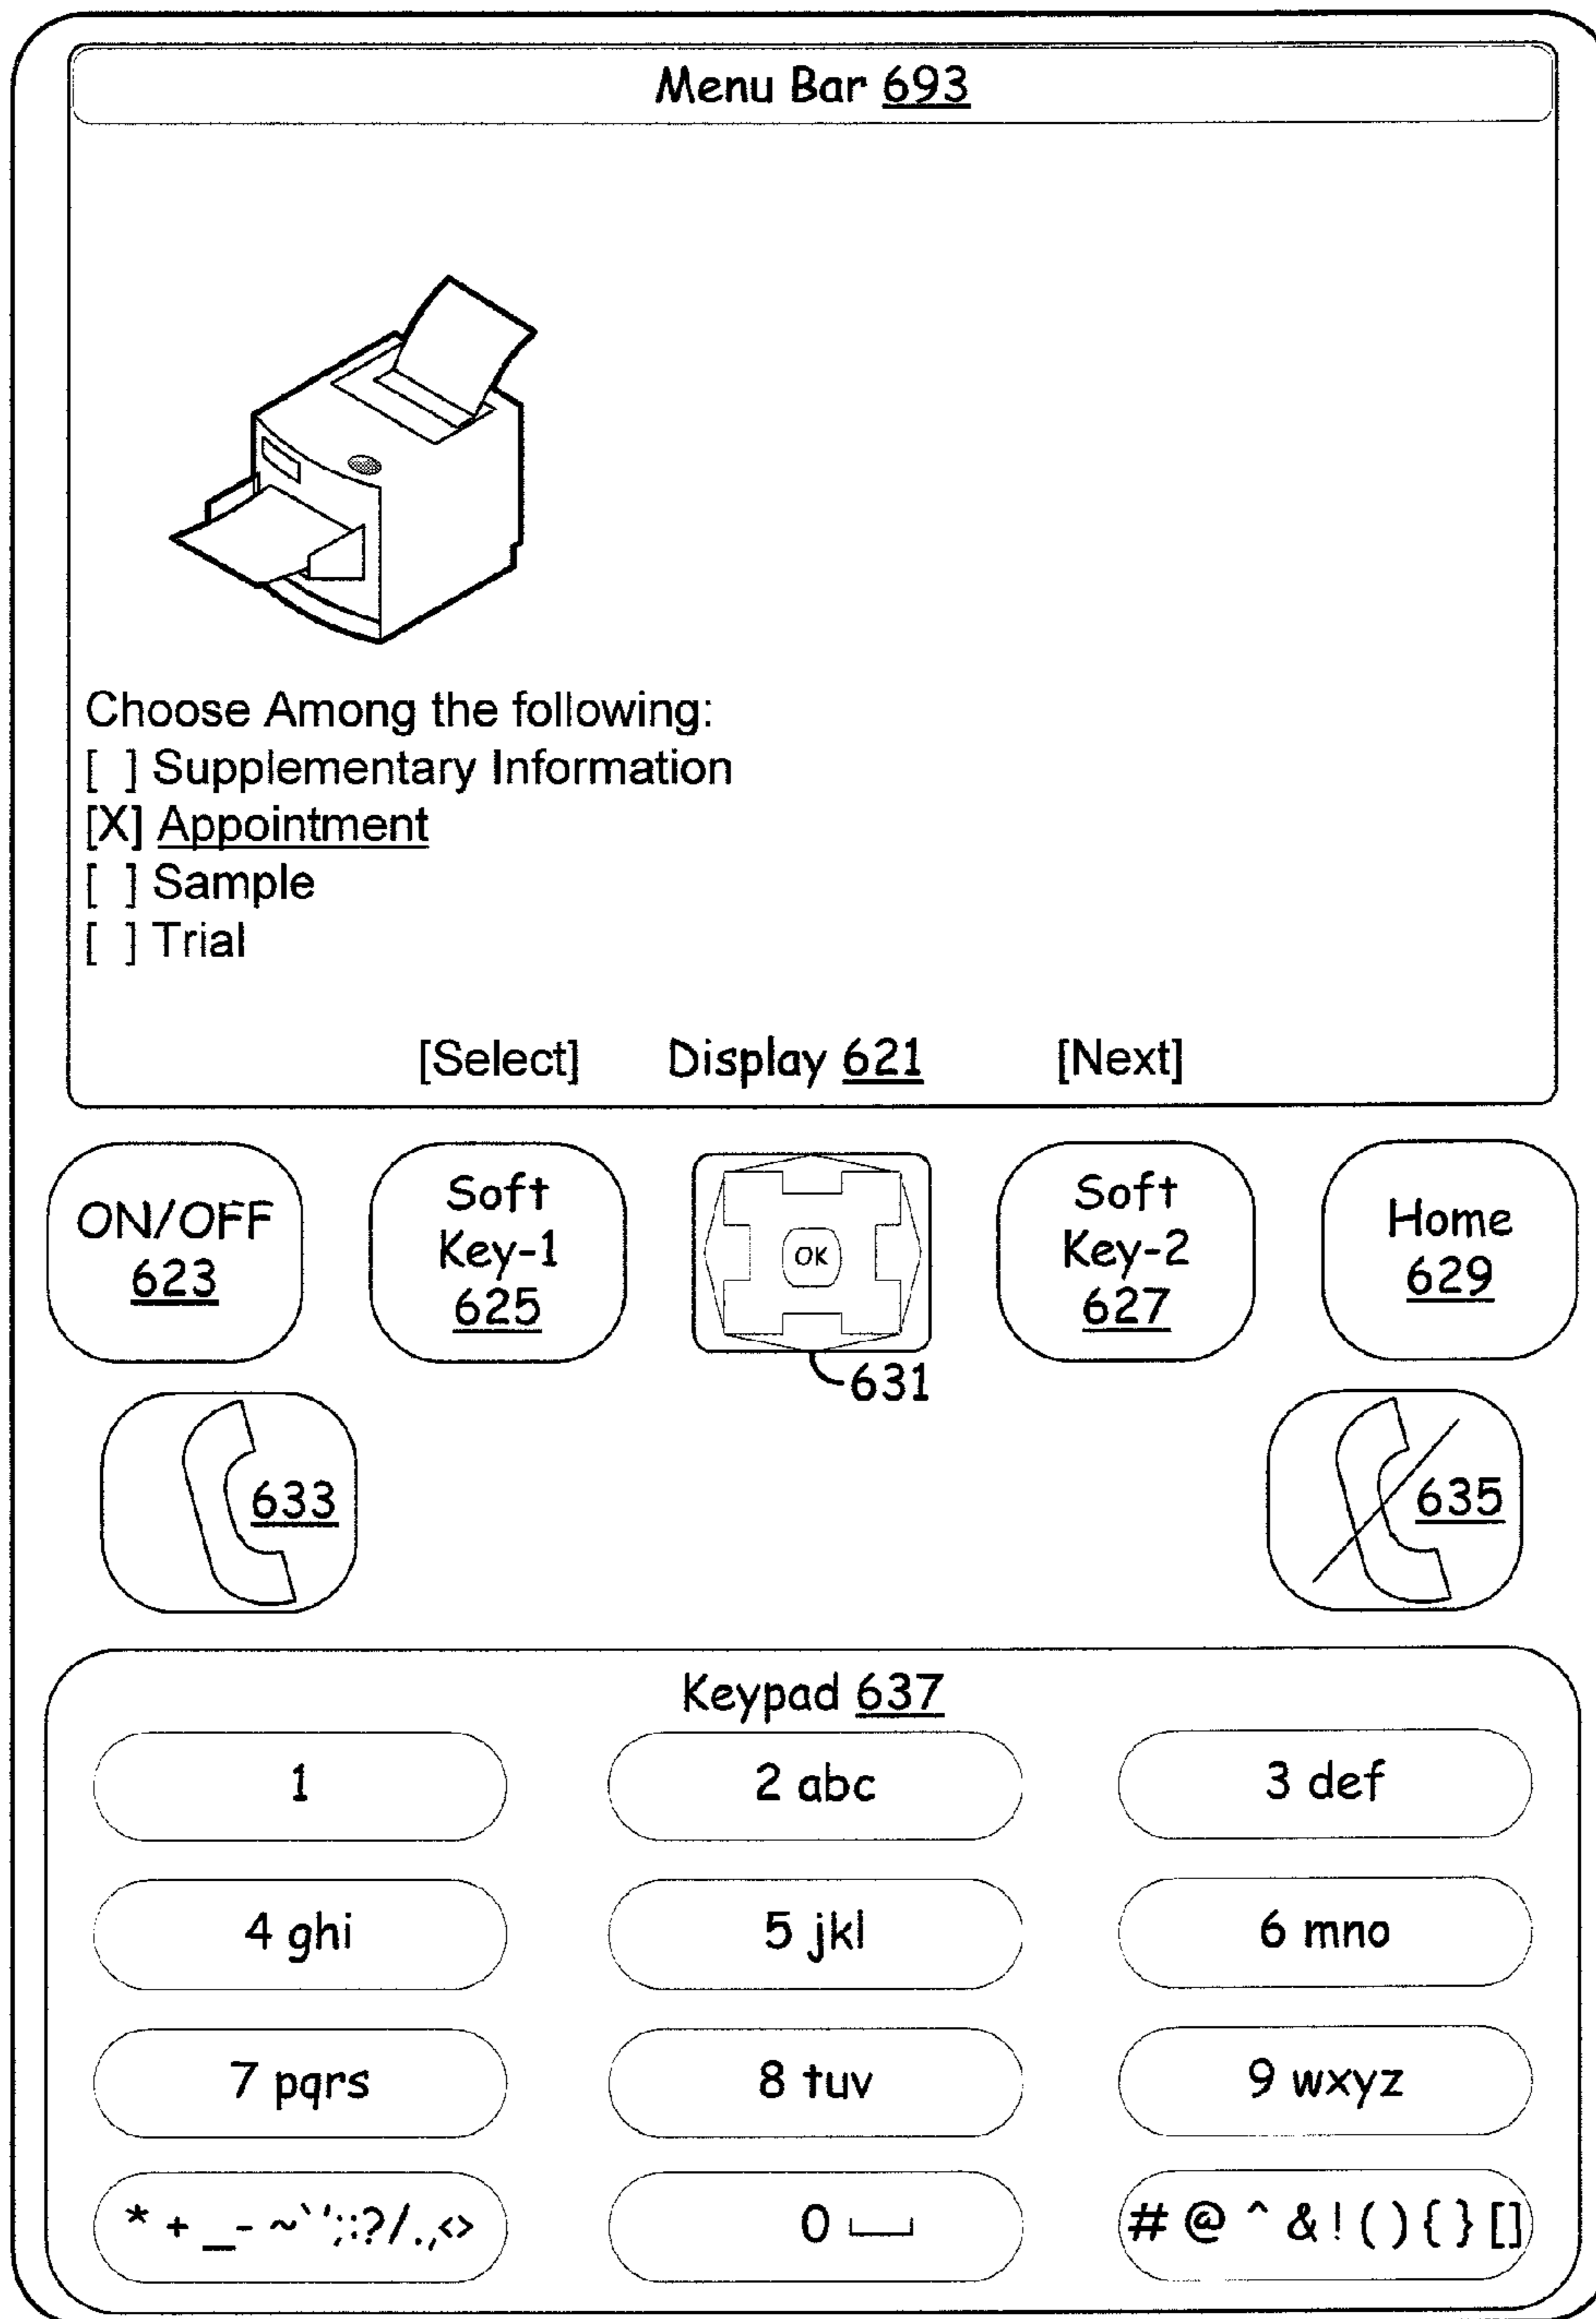 Menu Bar 693
Choose Among the following:
[ ] Supplementary Information
[X] Appointment
[ ] Sample
[ ] Trial
[Select] Display 621 [Next]
ON/OFF
623
Soft
Key-1
625
OK
631
Soft
Key-2
627
Home
629
633
635
Keypad 637
1
2 abc
3 def
4 ghi
5 jkl
6 mno
7 pqrs
8 tuv
9 wxyz
* + _ - ~`';:?/.,<>
0 ⎵
# @ ^ & ! ( ) { } []